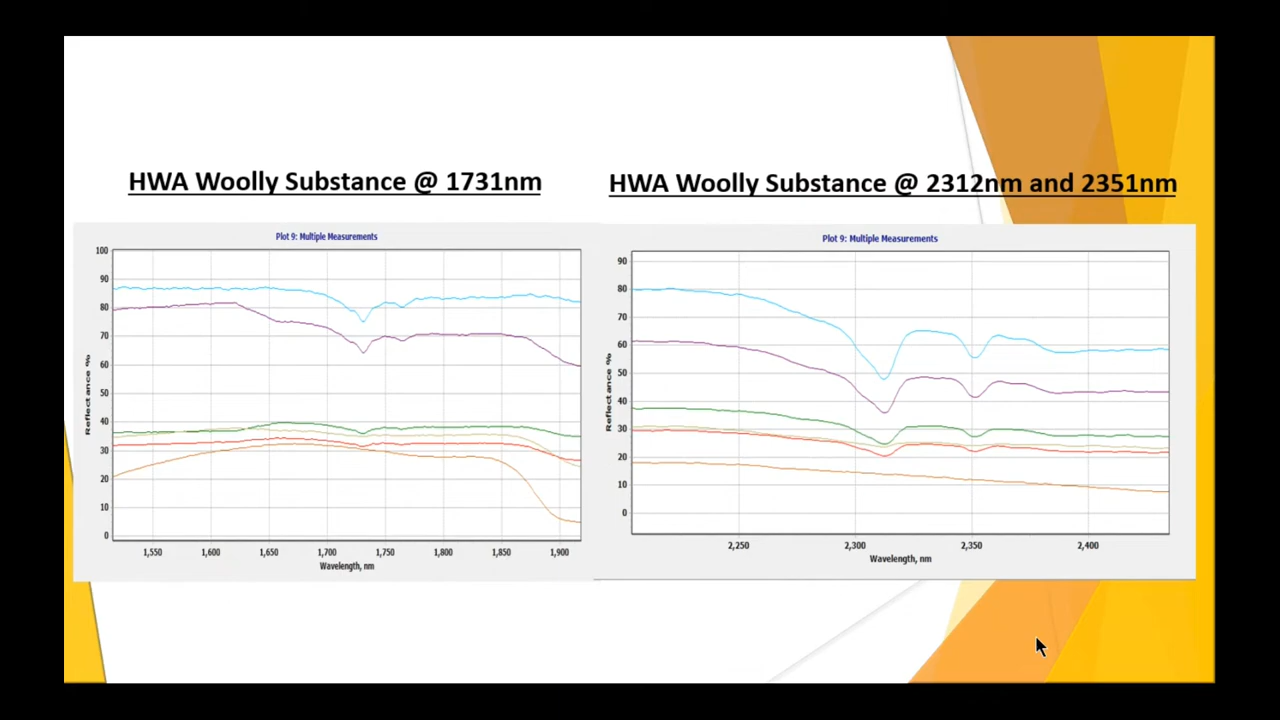 HWA Woolly Substance @ 1731nm
Plot 9: Multiple Measurements
100
90
80
70
60
50
40
30
20
10
0
Reflectance %
1,550 1,600 1,650 1,700 1,750 1,800 1,850 1,900
Wavelength, nm
HWA Woolly Substance @ 2312nm and 2351nm
Plot 9: Multiple Measurements
90
80
70
60
50
40
30
20
10
0
Reflectance %
2,250 2,300 2,350 2,400
Wavelength, nm